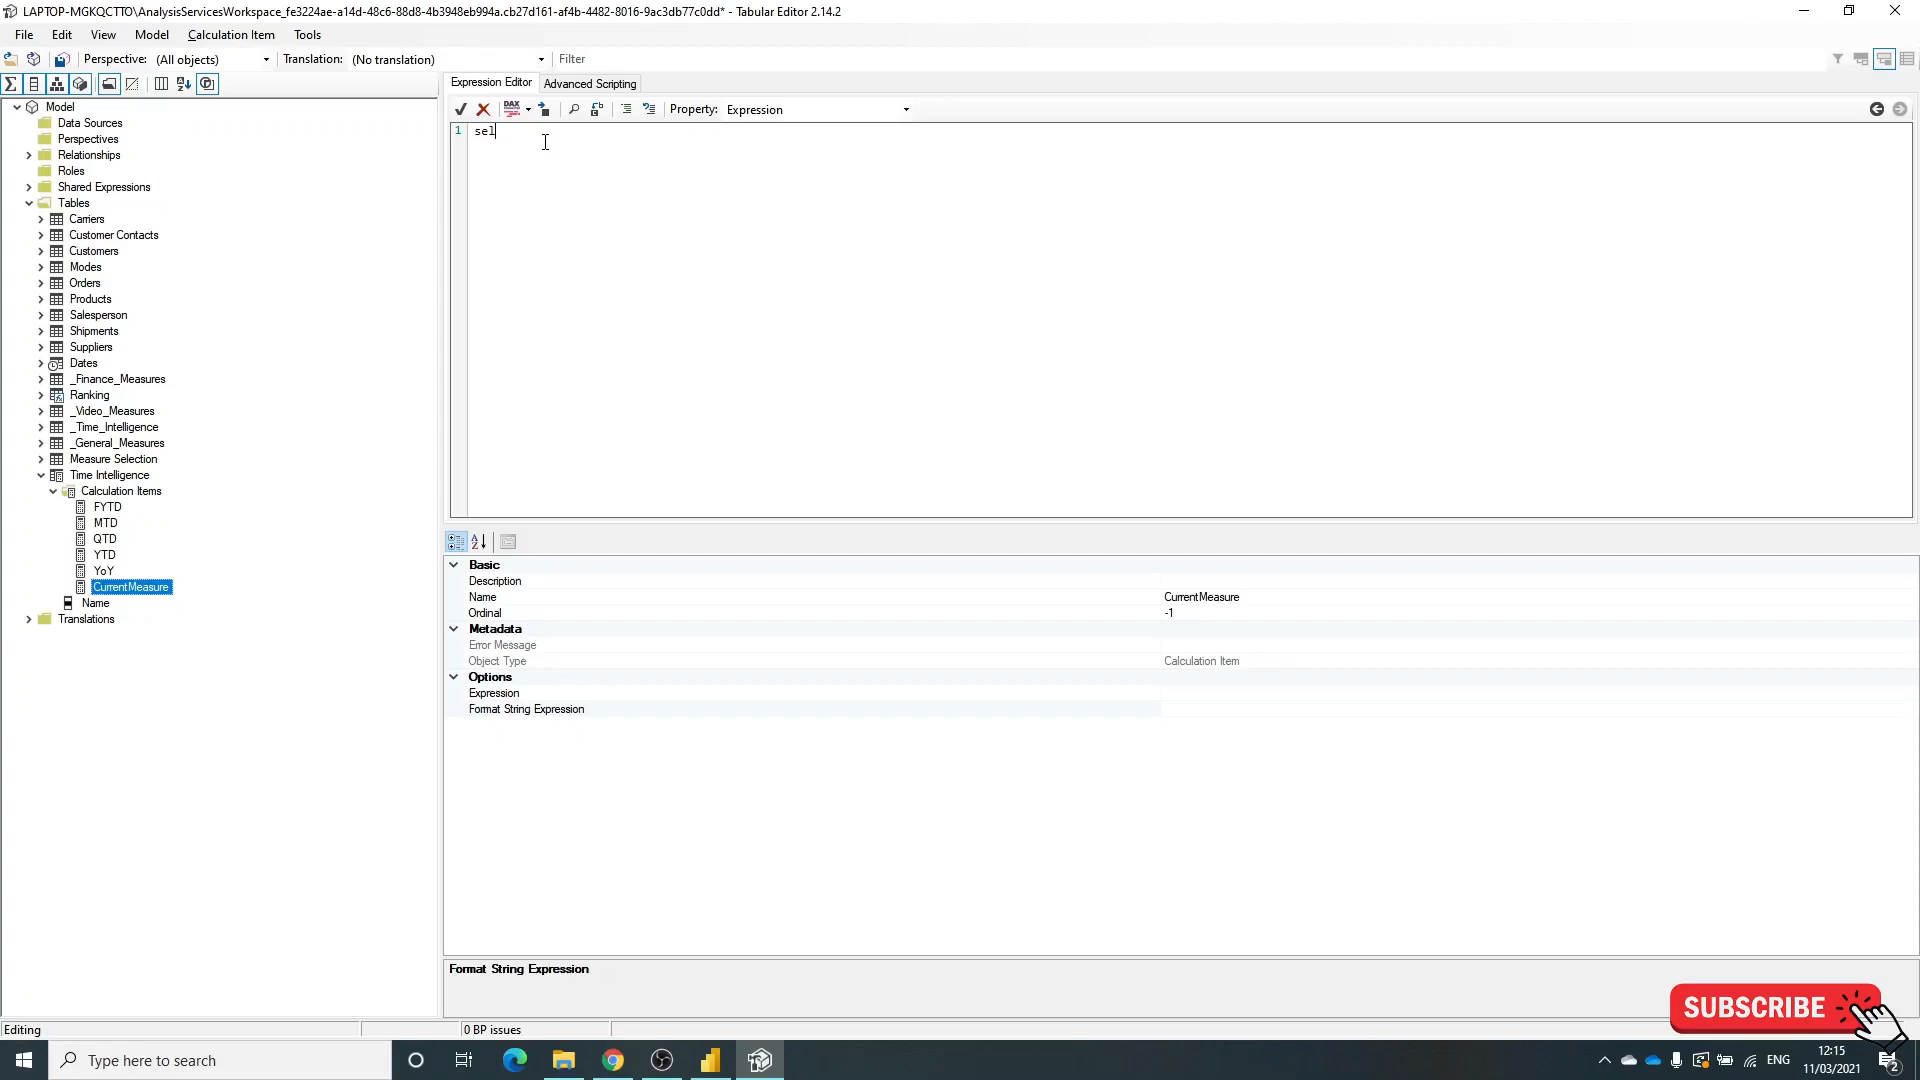 LAPTOP-MGKQCTTO\AnalysisServicesWorkspace_fe3224ae-a14d-48c6-88d8-4b3948eb994a.cb27d161-af4b-4482-8016-9ac3db77c0dd* - Tabular Editor 2.14.2
File Edit View Model Calculation Item Tools
Perspective: (All objects) Translation: (No translation) Filter
Expression Editor Advanced Scripting
DAX Property: Expression
1 sel
Model
Data Sources
Perspectives
Relationships
Roles
Shared Expressions
Tables
Carriers
Customer Contacts
Customers
Modes
Orders
Products
Salesperson
Shipments
Suppliers
Dates
_Finance_Measures
Ranking
_Video_Measures
_Time_Intelligence
_General_Measures
Measure Selection
Time Intelligence
Calculation Items
FYTD
MTD
QTD
YTD
YoY
CurrentMeasure
Name
Translations
Basic
Description
Name CurrentMeasure
Ordinal -1
Metadata
Error Message
Object Type Calculation Item
Options
Expression
Format String Expression
Format String Expression
SUBSCRIBE
Editing 0 BP issues
Type here to search
ENG
12:15
11/03/2021
2